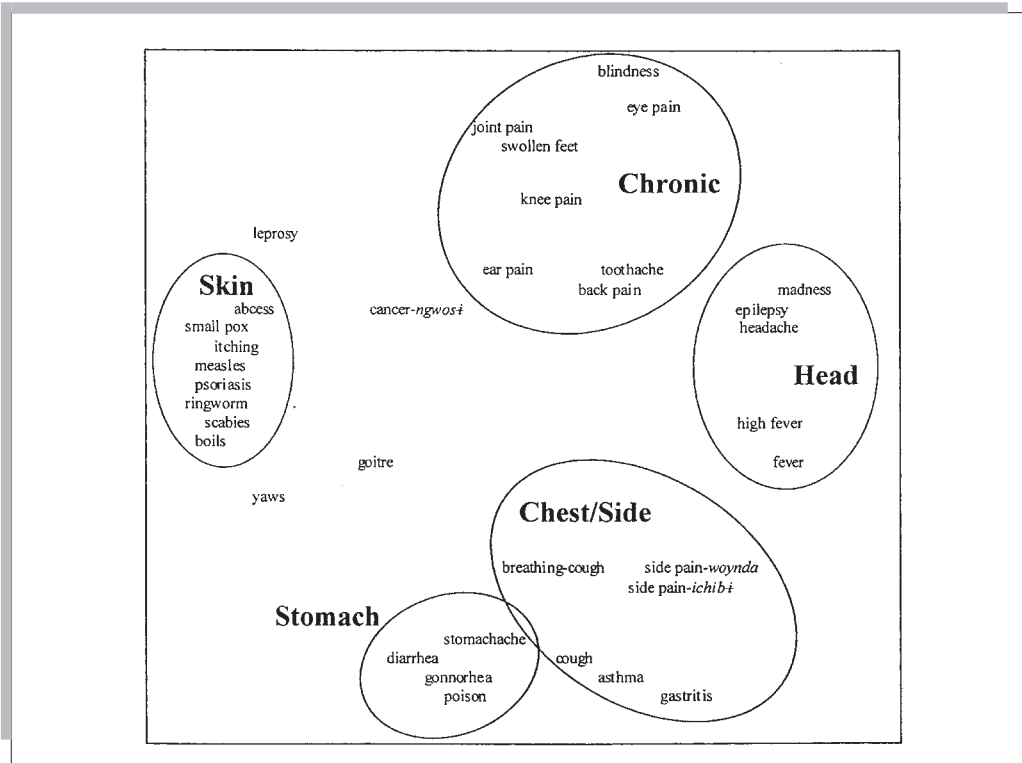 blindness
eye pain
joint pain
swollen feet
Chronic
knee pain
leprosy
ear pain
toothache
back pain
Skin
abcess
small pox
itching
measles
psoriasis
ringworm
scabies
boils
cancer-ngwosɨ
madness
epilepsy
headache
Head
high fever
fever
goitre
yaws
Chest/Side
breathing-cough
side pain-woynda
side pain-ichibɨ
Stomach
stomachache
diarrhea
gonnorhea
poison
cough
asthma
gastritis